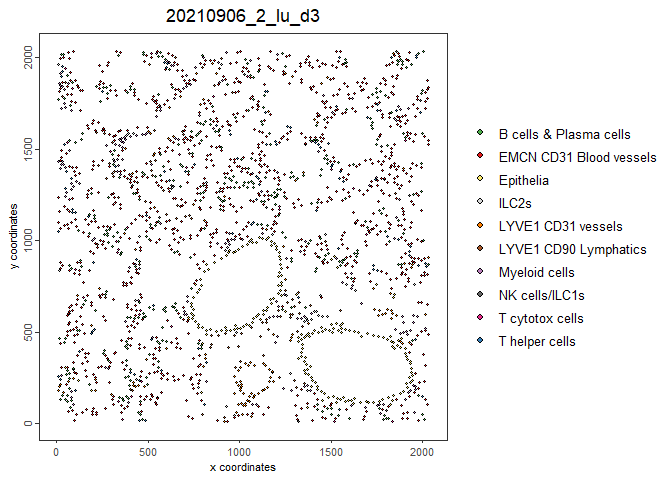 20210906_2_lu_d3
2000
1500
1000
500
0
y coordinates
0 500 1000 1500 2000
x coordinates
B cells & Plasma cells
EMCN CD31 Blood vessels
Epithelia
ILC2s
LYVE1 CD31 vessels
LYVE1 CD90 Lymphatics
Myeloid cells
NK cells/ILC1s
T cytotox cells
T helper cells